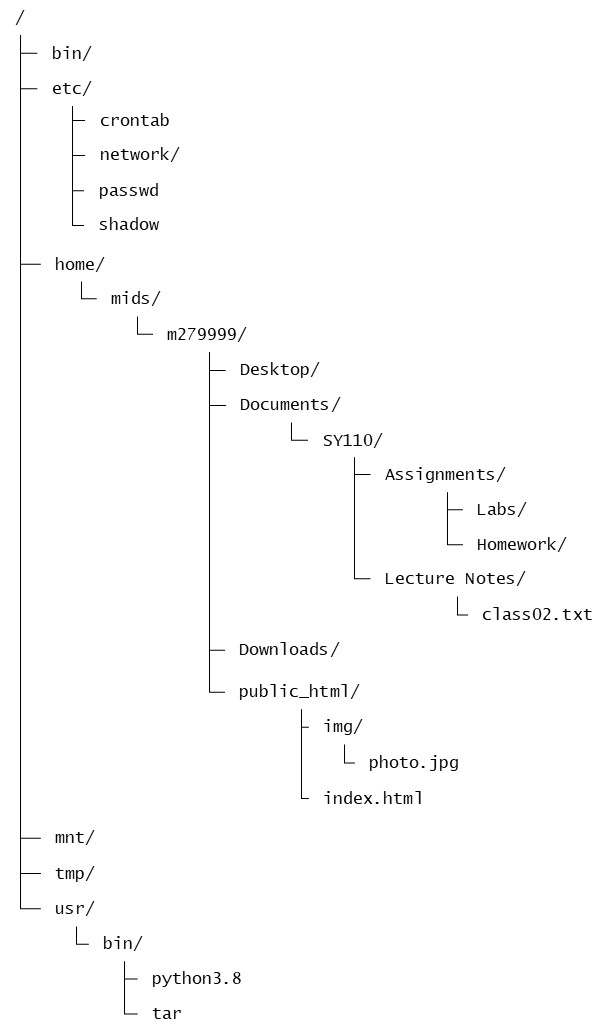 /
bin/
etc/
crontab
network/
passwd
shadow
home/
mids/
m279999/
Desktop/
Documents/
SY110/
Assignments/
Labs/
Homework/
Lecture Notes/
class02.txt
Downloads/
public_html/
img/
photo.jpg
index.html
mnt/
tmp/
usr/
bin/
python3.8
tar